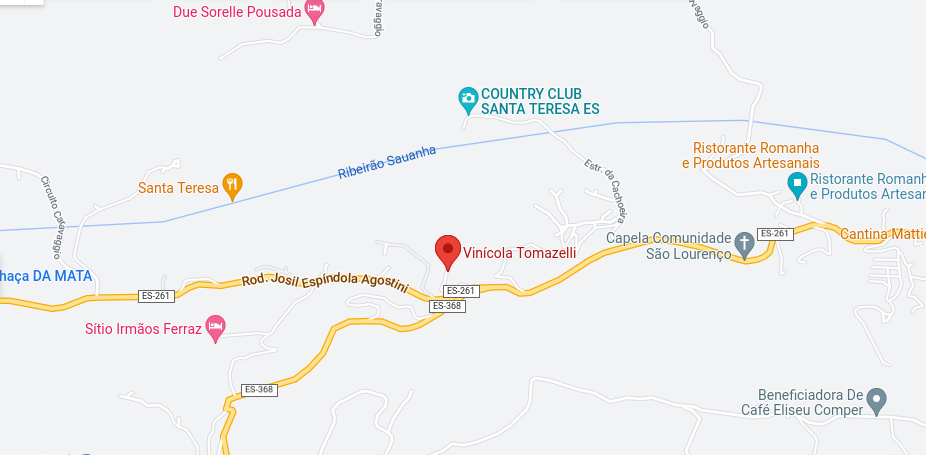 Due Sorelle Pousada
COUNTRY CLUB
SANTA TERESA ES
Ribeirão Sauanha
Ristorante Romanha
e Produtos Artesanais
Estr. da Cachoeira
Ristorante Romanh
e Produtos Artesan
Santa Teresa
Circuito Caravaggio
Capela Comunidade
São Lourenço
ES-261
Cantina Mattie
Vinícola Tomazelli
haça DA MATA
Rod. Josil Espíndola Agostini
ES-261
ES-261
ES-368
Sítio Irmãos Ferraz
ES-368
Beneficiadora De
Café Eliseu Comper